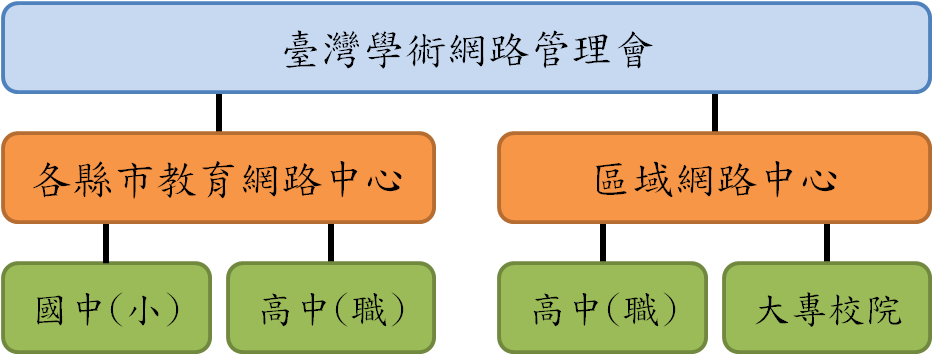 臺灣學術網路管理會
各縣市教育網路中心
區域網路中心
國中(小)
高中(職)
高中(職)
大專校院